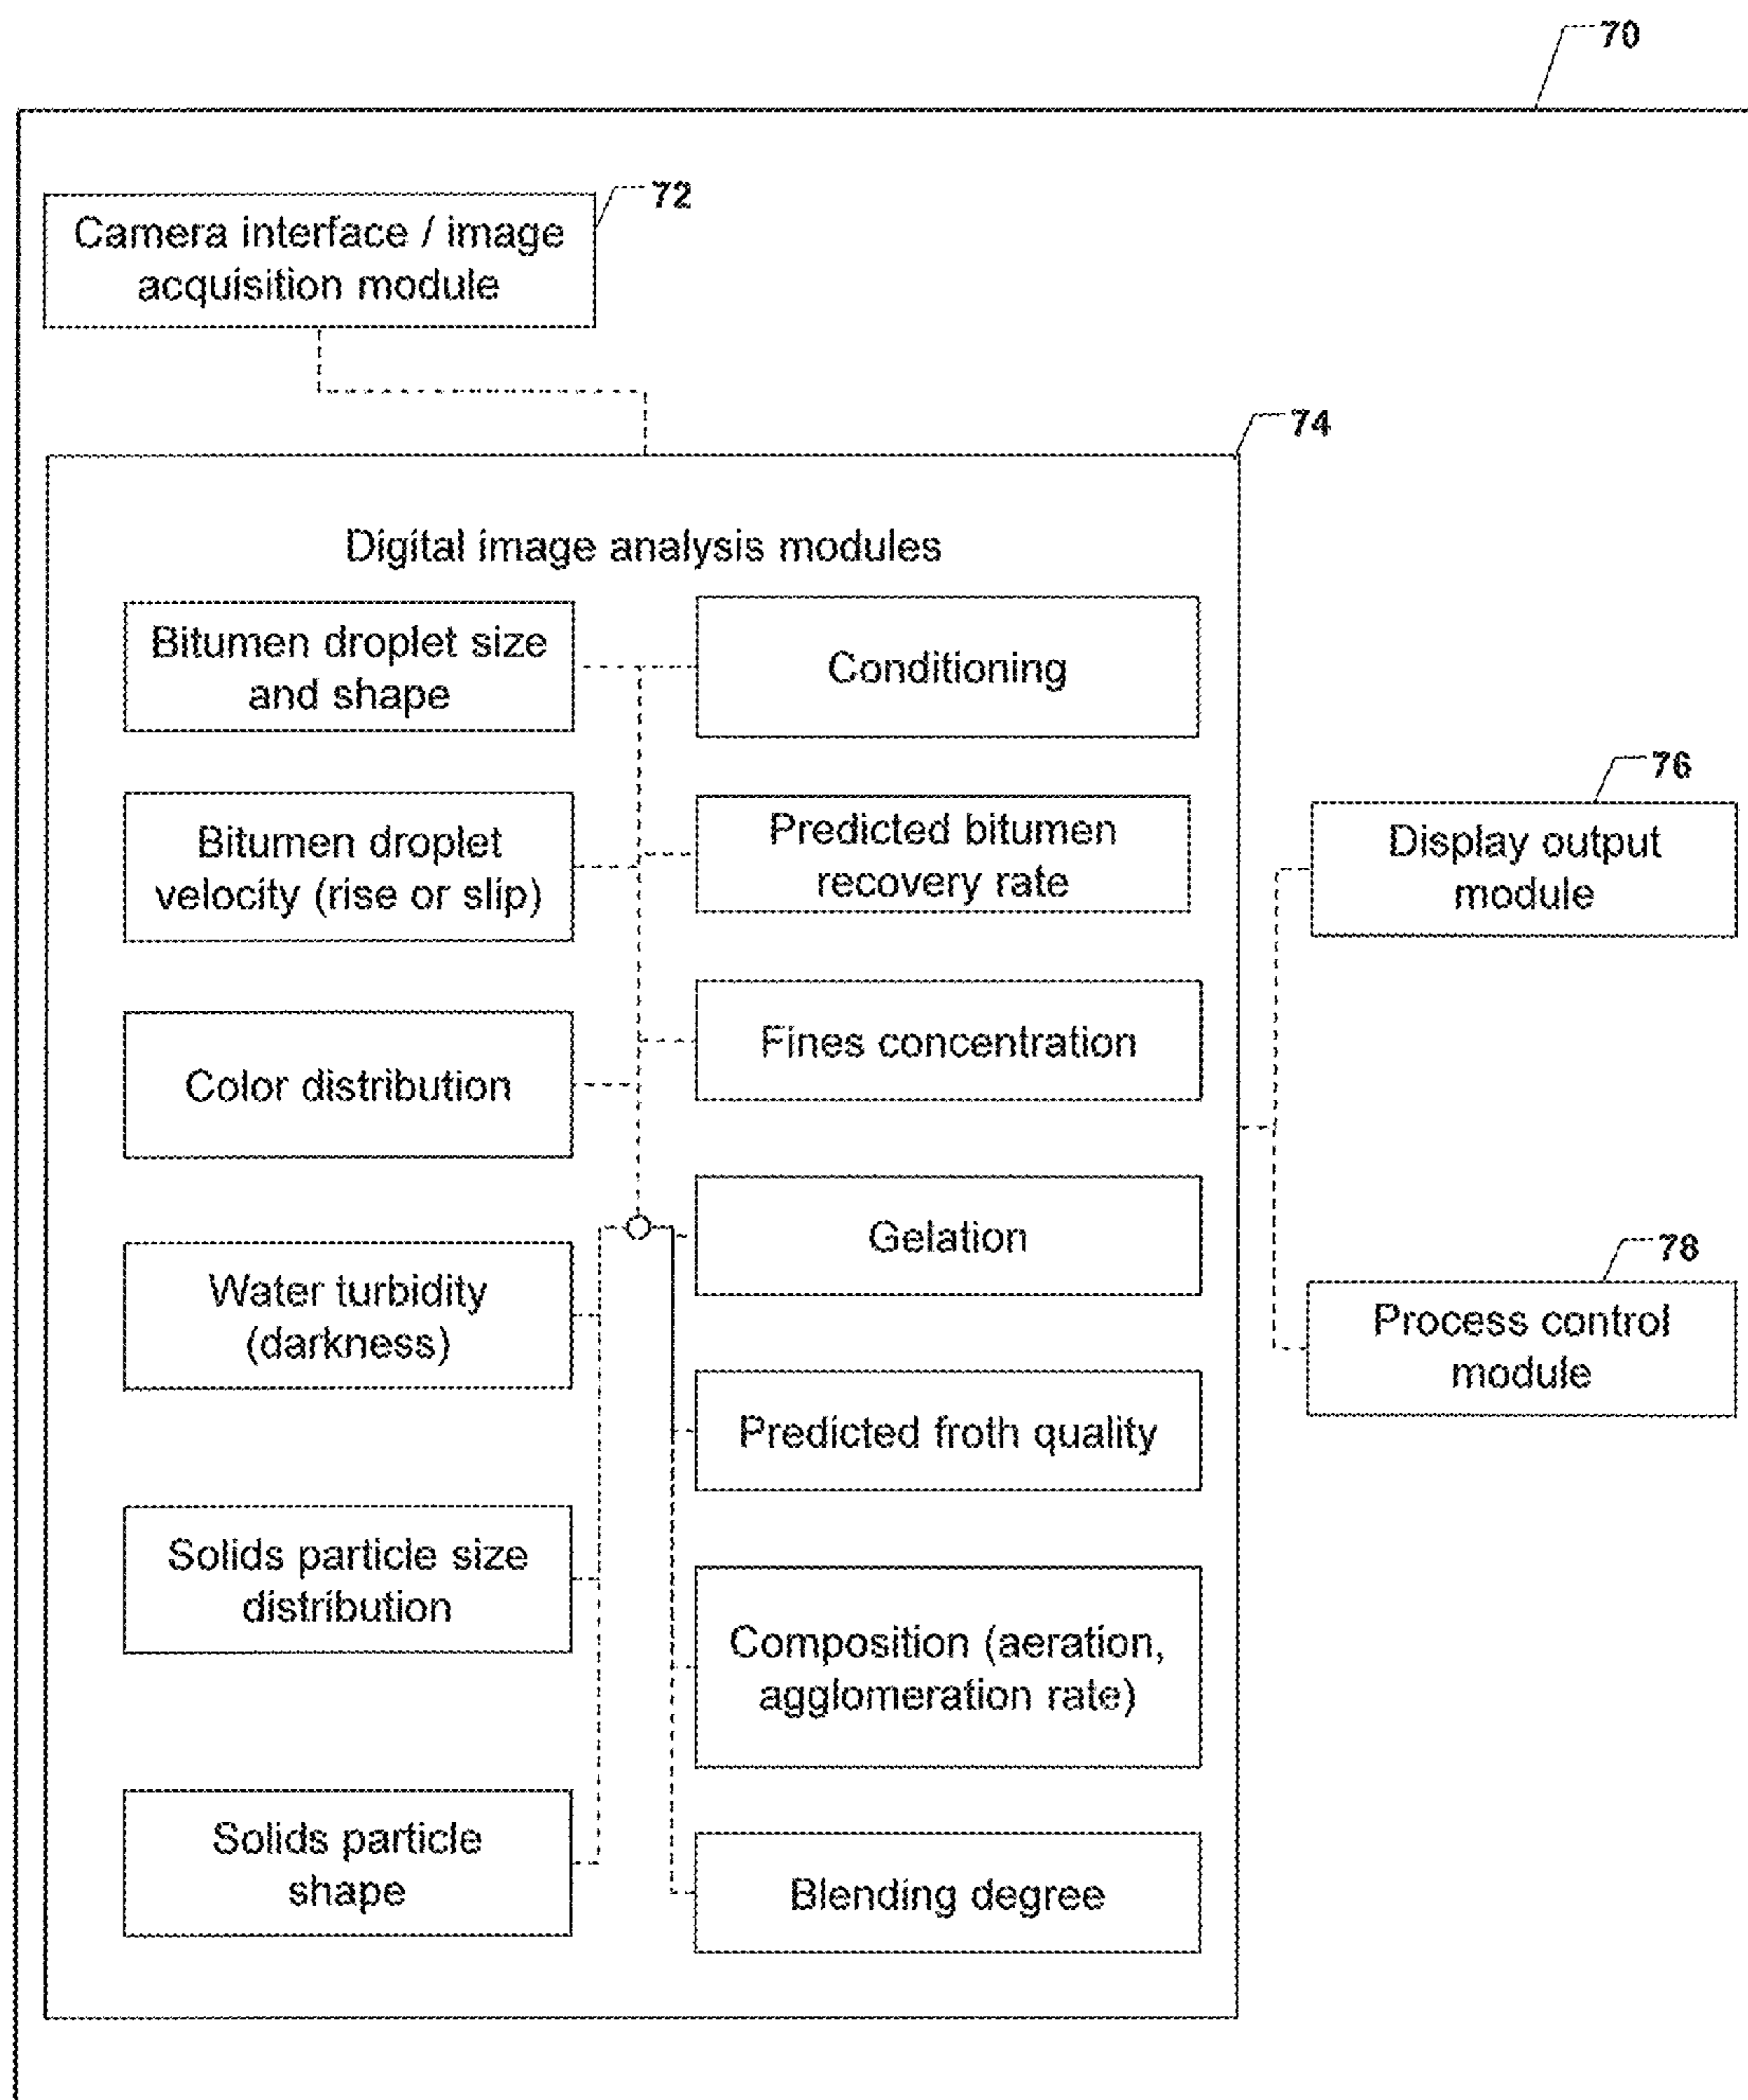 70
72
Camera interface / image
acquisition module
74
Digital image analysis modules
Bitumen droplet size
and shape
Conditioning
Bitumen droplet
velocity (rise or slip)
Predicted bitumen
recovery rate
Color distribution
Fines concentration
Water turbidity
(darkness)
Gelation
Predicted froth quality
Solids particle size
distribution
Composition (aeration,
agglomeration rate)
Solids particle
shape
Blending degree
76
Display output
module
78
Process control
module